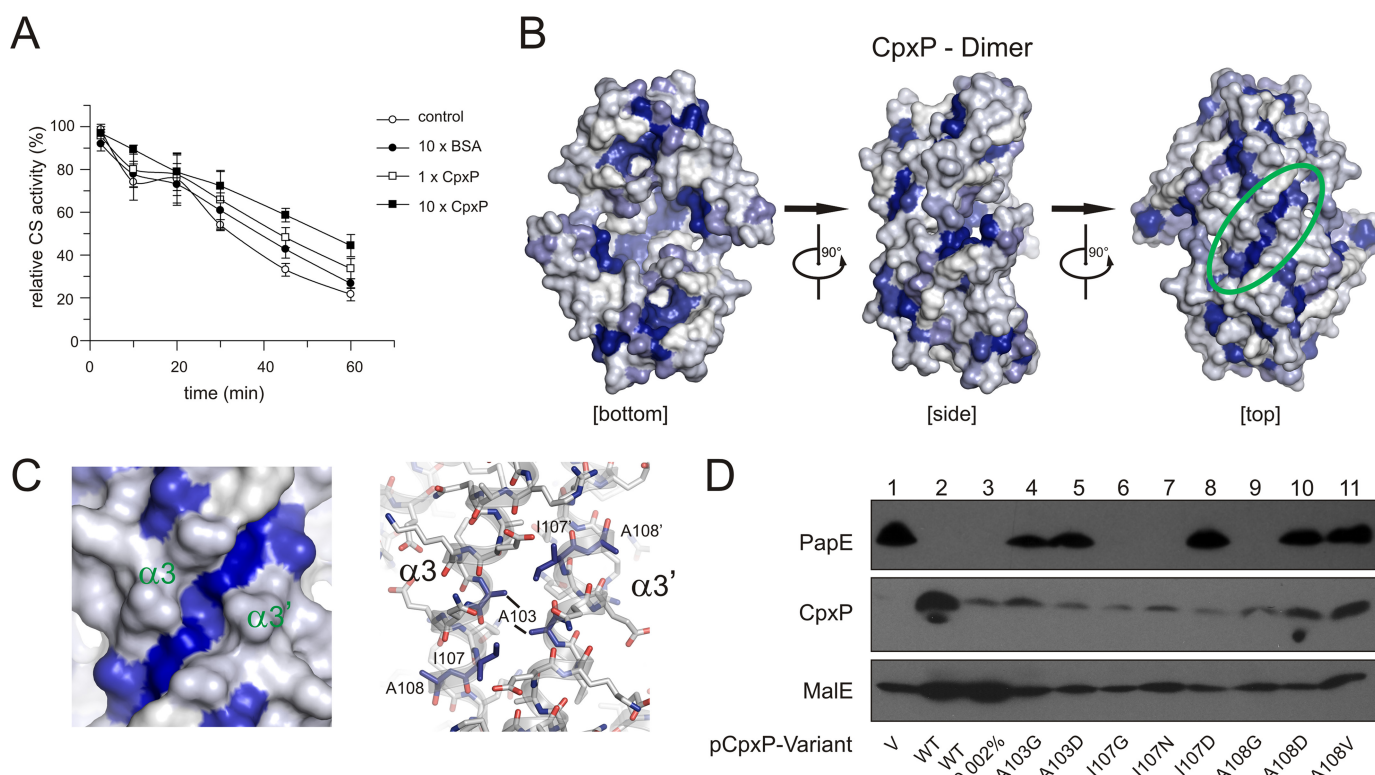 A
relative CS activity (%)
100
80
60
40
20
0
0
20
40
60
time (min)
control
10 x BSA
1 x CpxP
10 x CpxP
B
CpxP - Dimer
90°
90°
[bottom]
[side]
[top]
C
α3
α3'
I107'
A108'
α3
α3'
A103
I107
A108
D
1 2 3 4 5 6 7 8 9 10 11
PapE
CpxP
MalE
pCpxP-Variant
V
WT
WT
0.002%
A103G
A103D
I107G
I107N
I107D
A108G
A108D
A108V